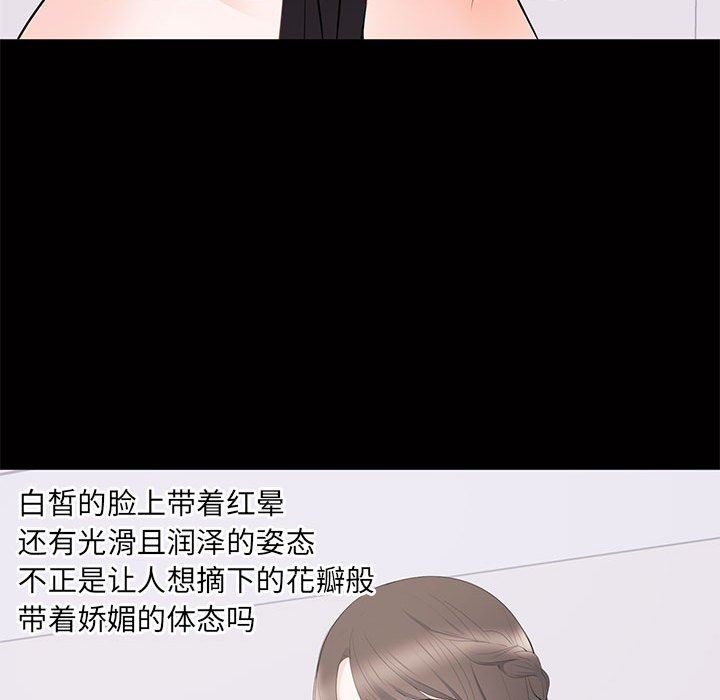 白皙的脸上带着红晕
还有光滑且润泽的姿态
不正是让人想摘下的花瓣般
带着娇媚的体态吗